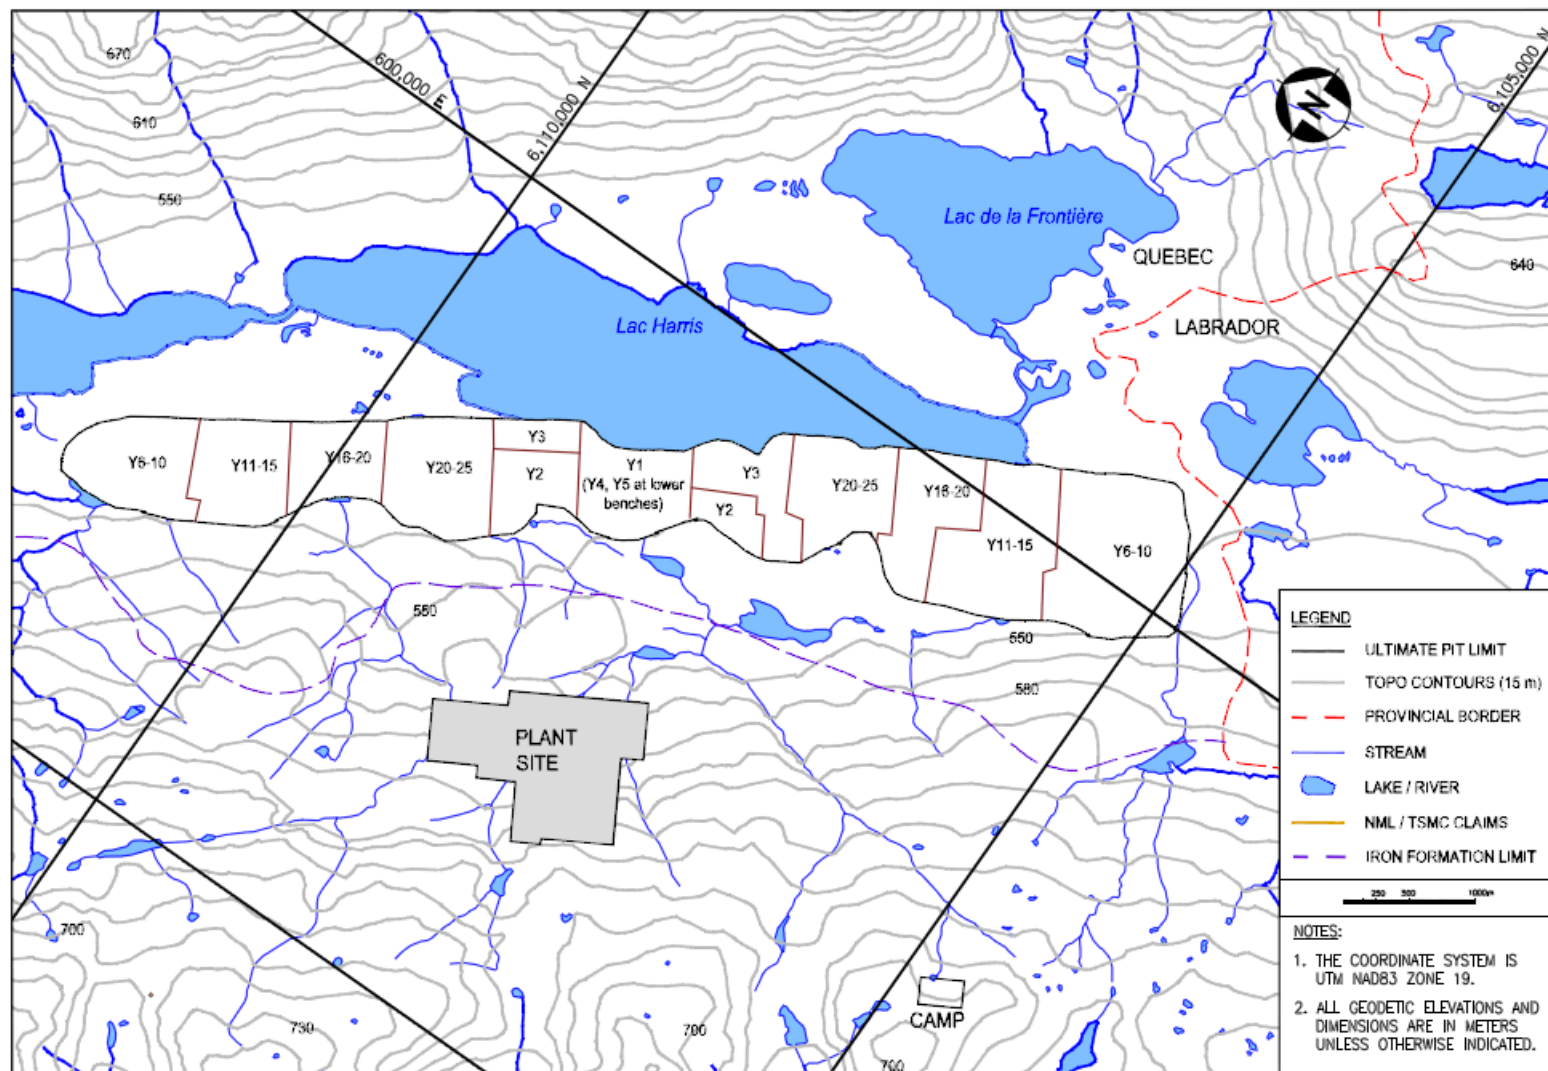 670
600,000 E
6,110,000 N
6,105,000 N
N
610
550
Lac de la Frontière
QUEBEC
640
Lac Harris
LABRADOR
Y3
Y6-10
Y11-15
Y16-20
Y20-25
Y2
Y1
(Y4, Y5 at lower
benches)
Y3
Y2
Y20-25
Y16-20
Y11-15
Y6-10
550
550
580
PLANT
SITE
700
730
700
CAMP
700
LEGEND
ULTIMATE PIT LIMIT
TOPO CONTOURS (15 m)
PROVINCIAL BORDER
STREAM
LAKE / RIVER
NML / TSMC CLAIMS
IRON FORMATION LIMIT
250 500 1000m
NOTES:
1. THE COORDINATE SYSTEM IS
UTM NAD83 ZONE 19.
2. ALL GEODETIC ELEVATIONS AND
DIMENSIONS ARE IN METERS
UNLESS OTHERWISE INDICATED.